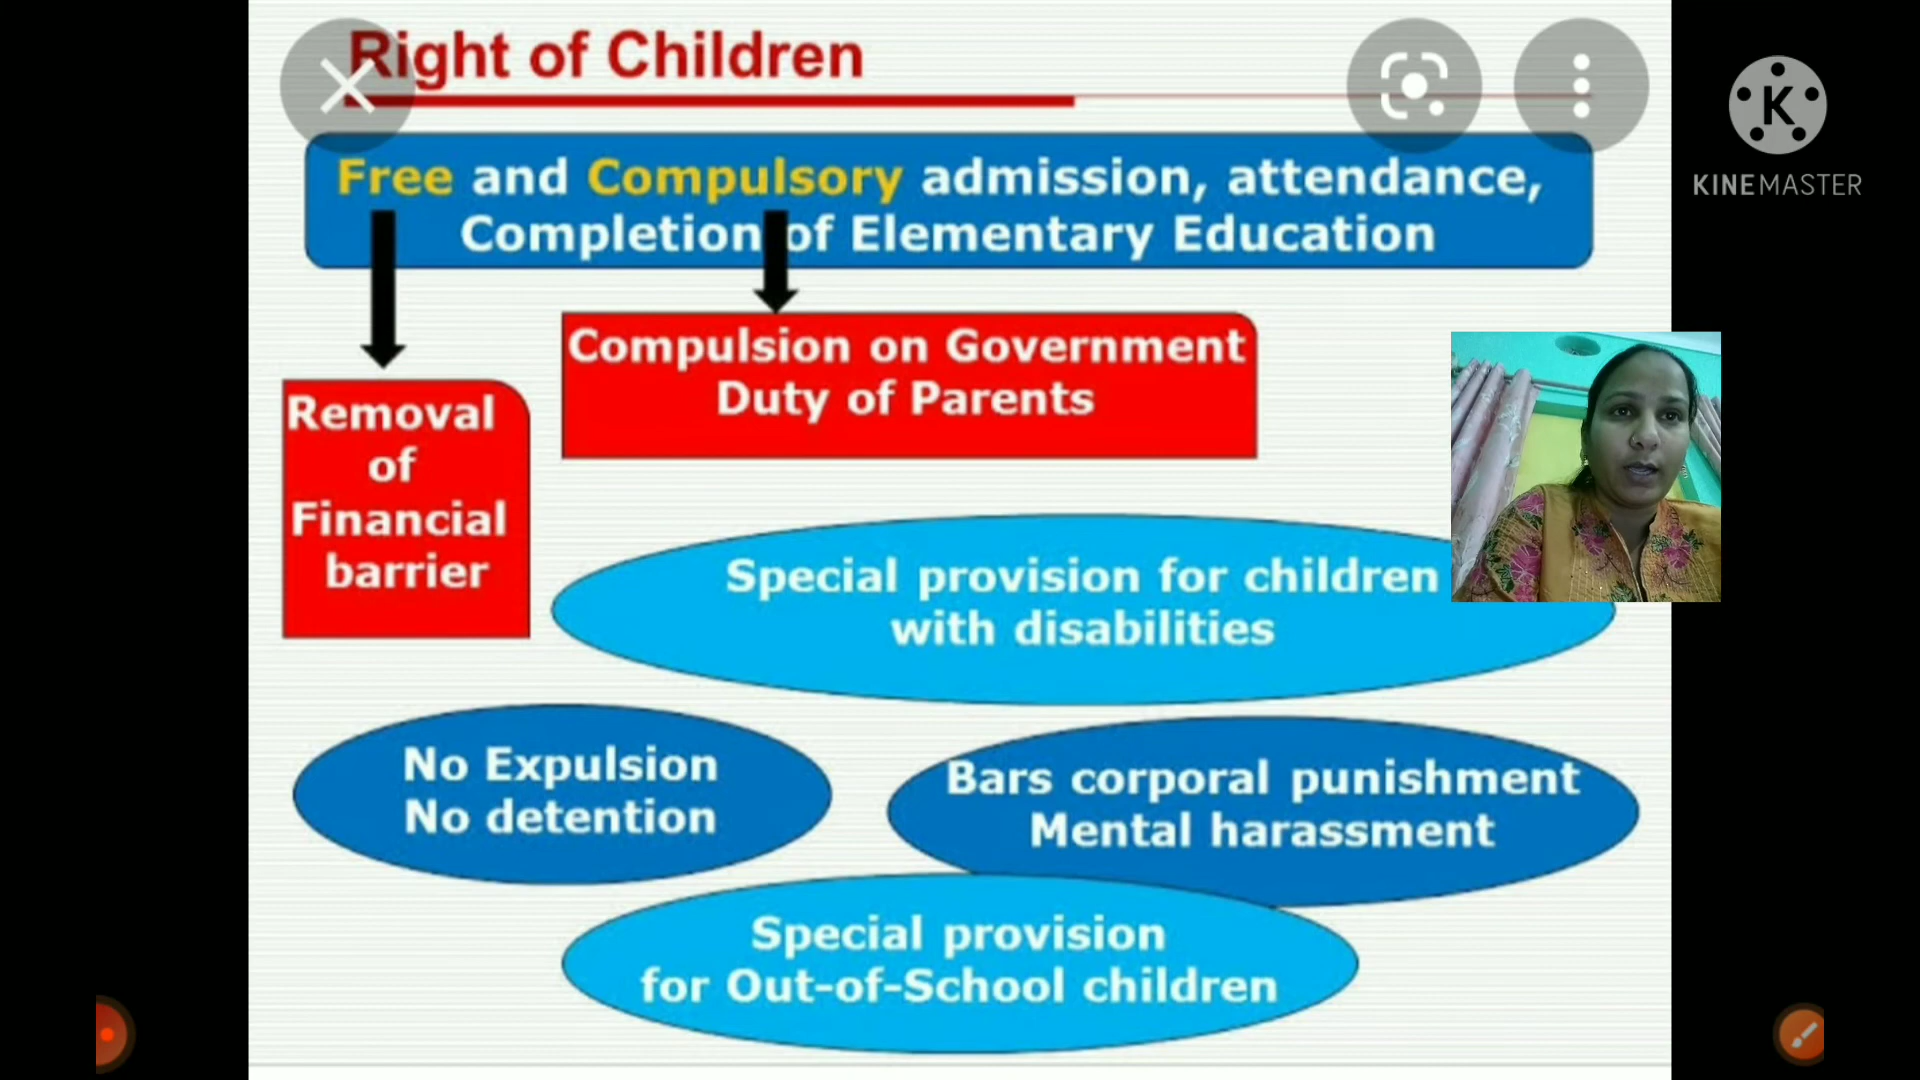 Right of Children
Free and Compulsory admission, attendance,
Completion of Elementary Education
Compulsion on Government
Duty of Parents
Removal
of
Financial
barrier
Special provision for children
with disabilities
No Expulsion
No detention
Bars corporal punishment
Mental harassment
Special provision
for Out-of-School children
K
KINEMASTER